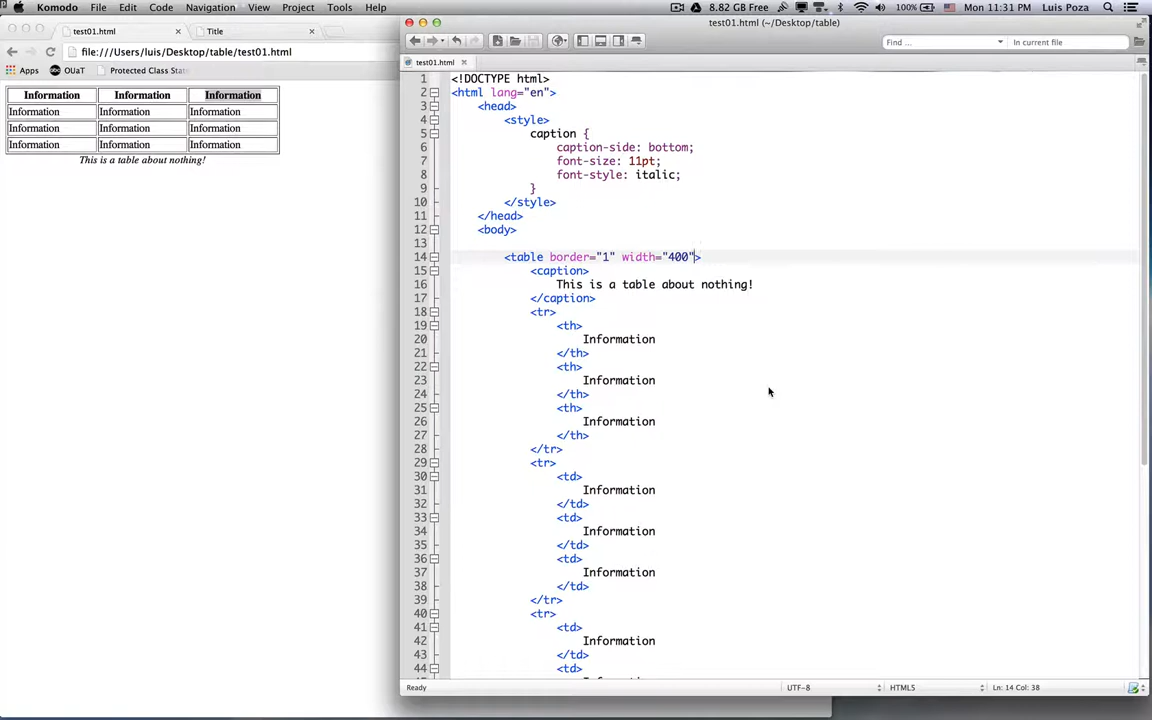 Komodo File Edit Code Navigation View Project Tools Help 8.82 GB Free 100% Mon 11:31 PM Luis Poza
test01.html Title
file:///Users/luis/Desktop/table/test01.html
Apps abc OUaT Protected Class Stat
Information Information Information
Information Information Information
Information Information Information
Information Information Information
This is a table about nothing!
test01.html (~/Desktop/table)
Find ... In current file
test01.html
1 <!DOCTYPE html>
2 <html lang="en">
3 <head>
4 <style>
5 caption {
6 caption-side: bottom;
7 font-size: 11pt;
8 font-style: italic;
9 }
10 </style>
11 </head>
12 <body>
13
14 <table border="1" width="400">
15 <caption>
16 This is a table about nothing!
17 </caption>
18 <tr>
19 <th>
20 Information
21 </th>
22 <th>
23 Information
24 </th>
25 <th>
26 Information
27 </th>
28 </tr>
29 <tr>
30 <td>
31 Information
32 </td>
33 <td>
34 Information
35 </td>
36 <td>
37 Information
38 </td>
39 </tr>
40 <tr>
41 <td>
42 Information
43 </td>
44 <td>
Ready UTF-8 HTML5 Ln: 14 Col: 38